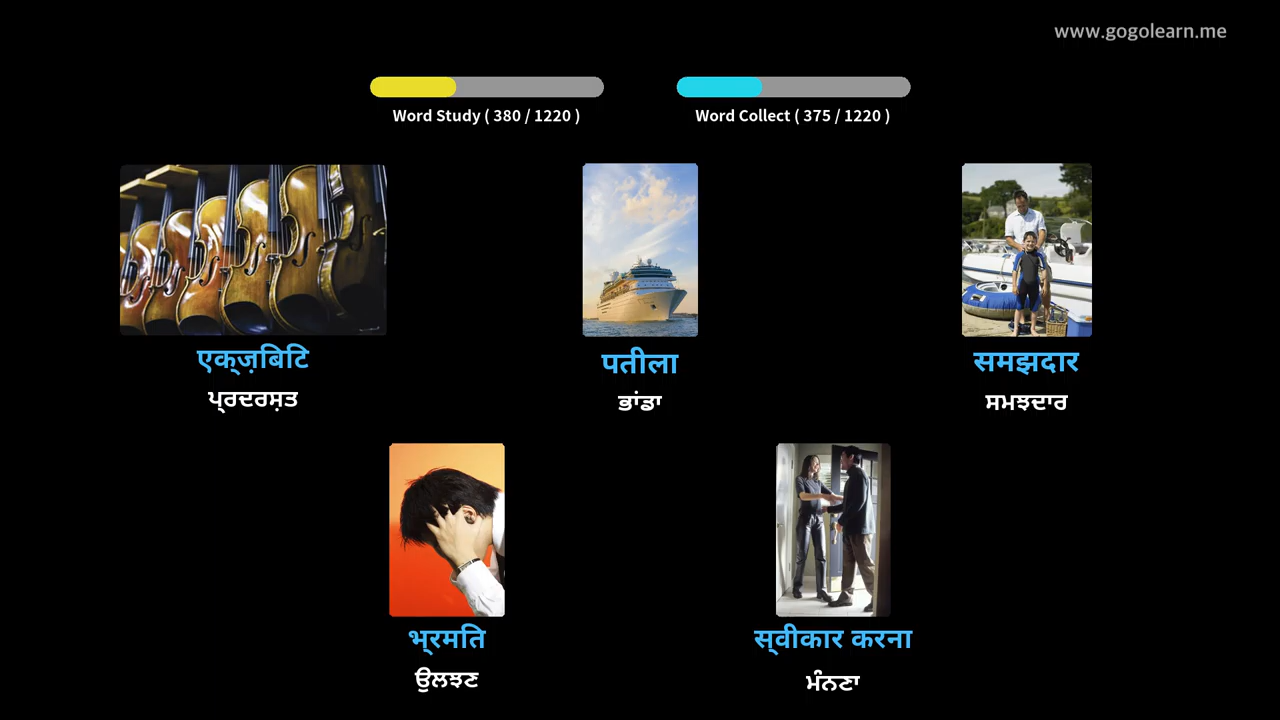 www.gogolearn.me
Word Study ( 380 / 1220 )
Word Collect ( 375 / 1220 )
एक्ज़बिटि
ਪ੍ਰਦਰਸ਼ਤ
पतीला
ਭਾਂਡਾ
समझदार
ਸਮਝਦਾਰ
भ्रमति
ਉਲਝਣ
स्वीकार करना
ਮੰਨਣਾ